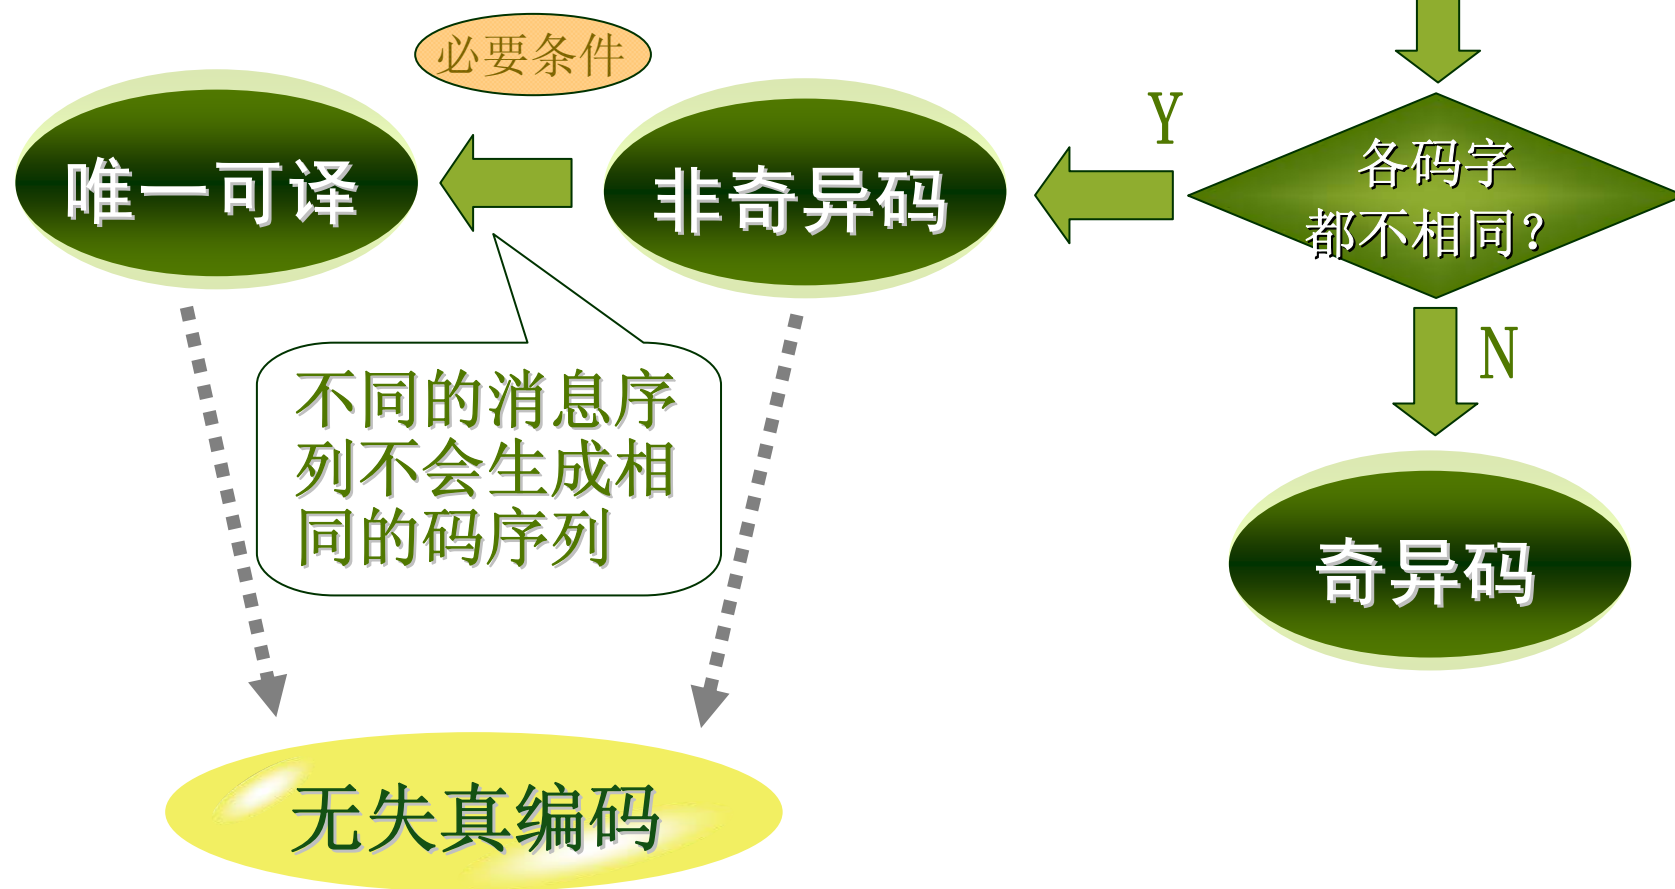 必要条件
Y
唯一可译
非奇异码
各码字
都不相同？
N
不同的消息序
列不会生成相
同的码序列
奇异码
无失真编码